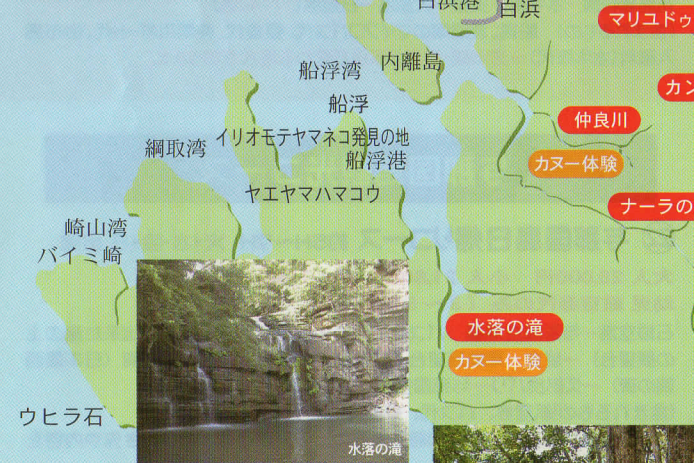 白浜港
白浜
マリユドゥ
船浮湾
内離島
カン
船浮
仲良川
イリオモテヤマネコ発見の地
網取湾
船浮港
カヌー体験
ヤエヤマハマコウ
ナーラの
崎山湾
バイミ崎
水落の滝
カヌー体験
ウヒラ石
水落の滝